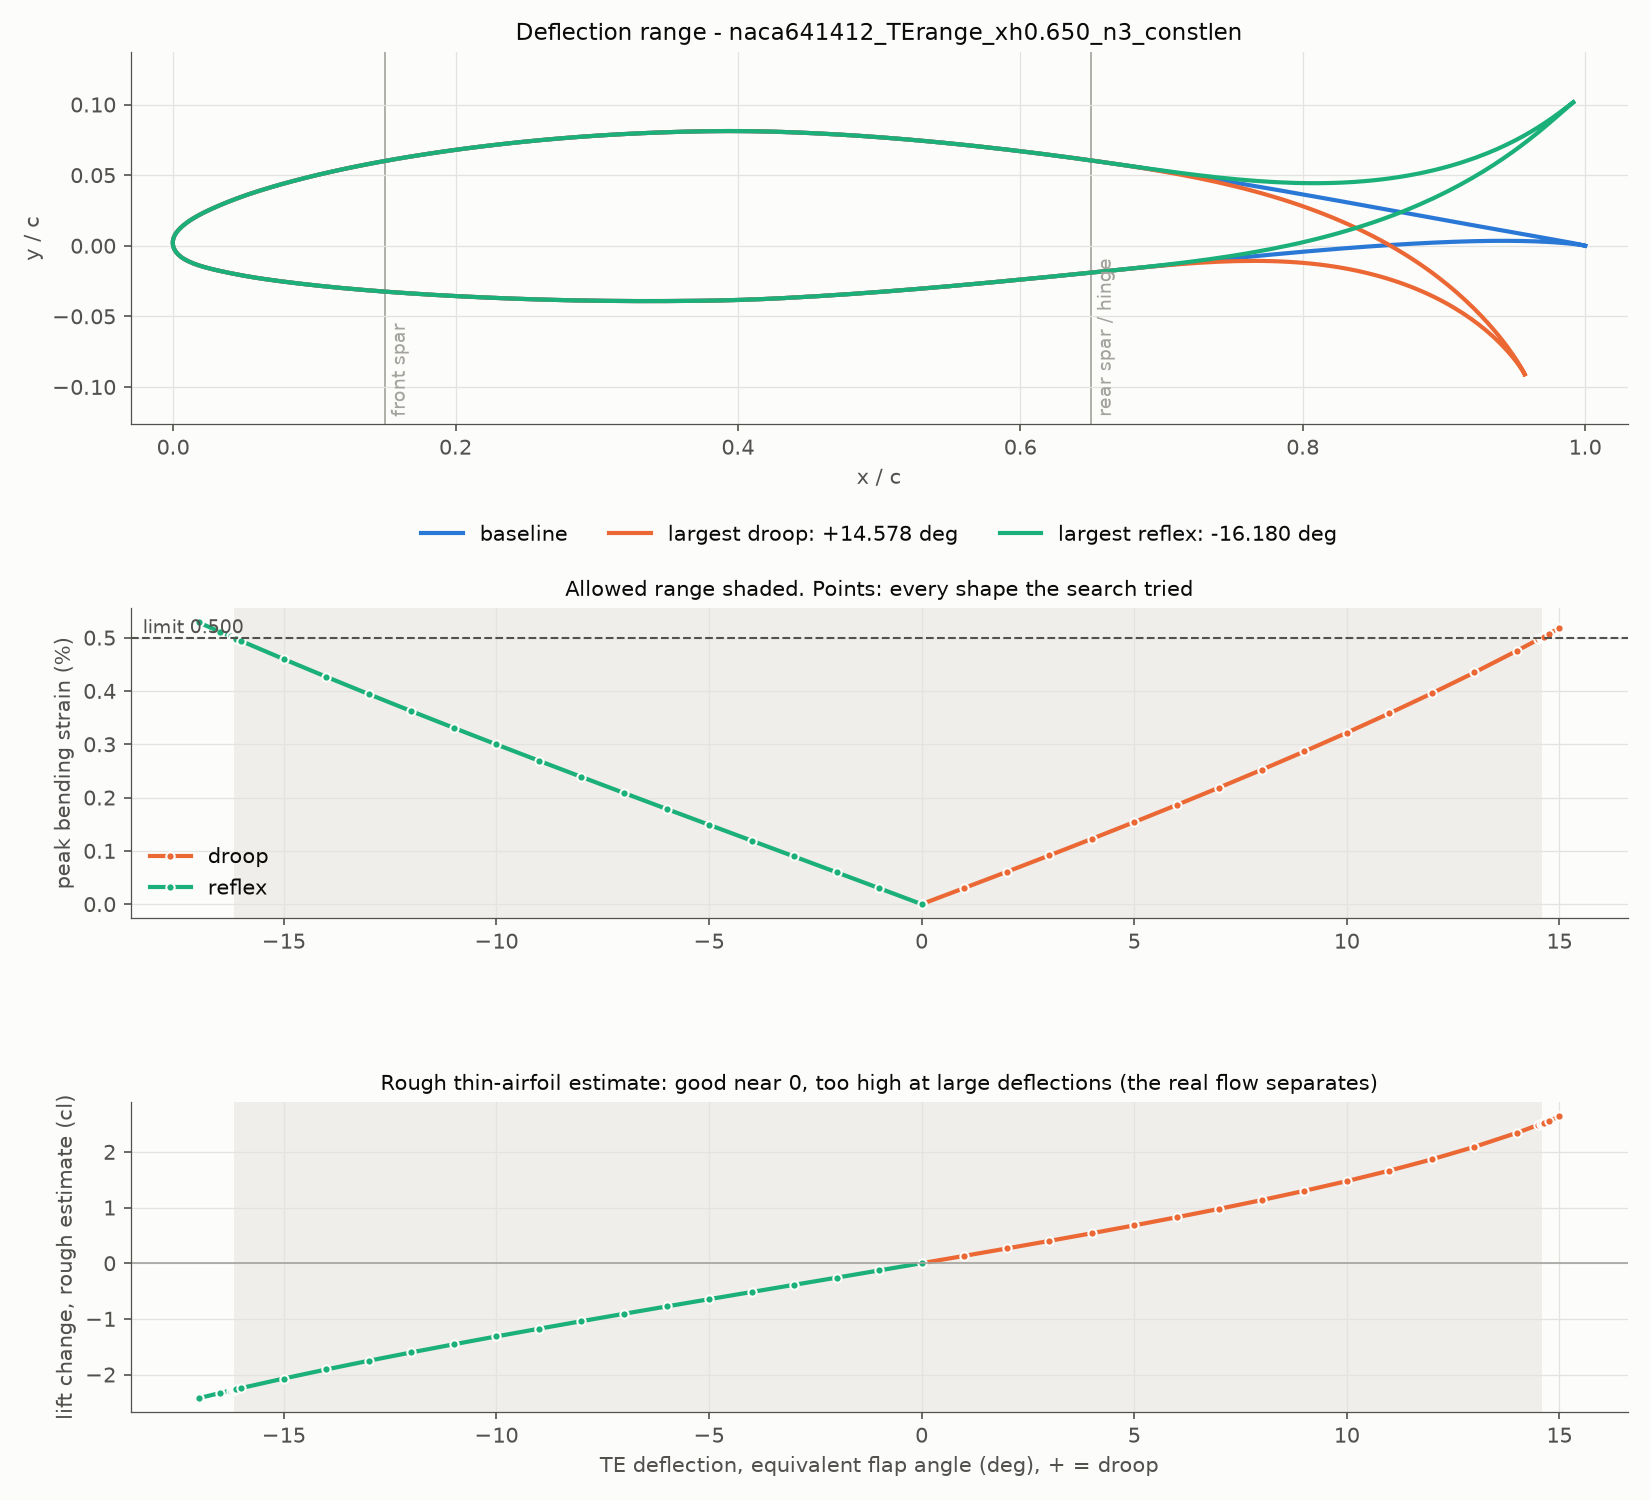 Deflection range - naca641412_TErange_xh0.650_n3_constlen
y / c
0.10
0.05
0.00
−0.05
−0.10
front spar
rear spar / hinge
0.0 0.2 0.4 0.6 0.8 1.0
x / c
baseline largest droop: +14.578 deg largest reflex: -16.180 deg
Allowed range shaded. Points: every shape the search tried
peak bending strain (%)
limit 0.500
0.5
0.4
0.3
0.2
0.1
0.0
droop
reflex
−15 −10 −5 0 5 10 15
Rough thin-airfoil estimate: good near 0, too high at large deflections (the real flow separates)
lift change, rough estimate (cl)
2
1
0
−1
−2
−15 −10 −5 0 5 10 15
TE deflection, equivalent flap angle (deg), + = droop